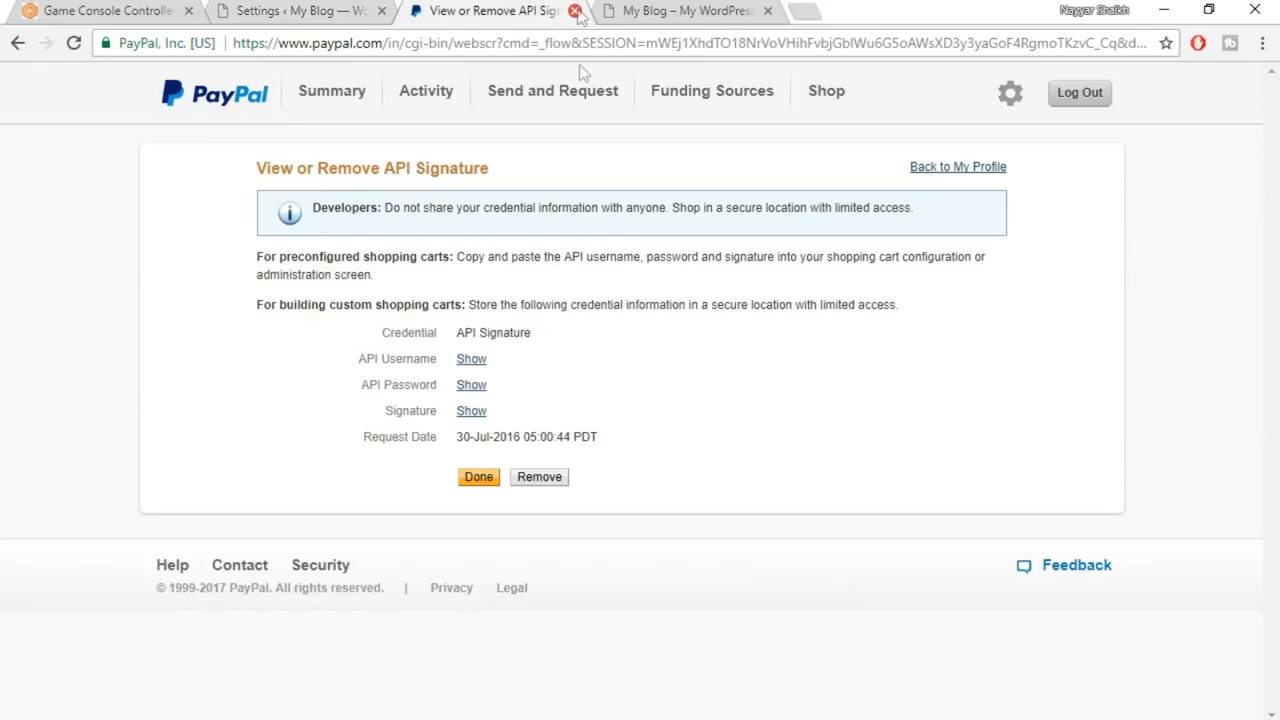 Game Console Controlle
Settings ‹ My Blog — Wo
View or Remove API Sig
My Blog – My WordPres
Nayyar Shaikh
PayPal, Inc. [US]
https://www.paypal.com/in/cgi-bin/webscr?cmd=_flow&SESSION=mWEj1XhdTO18NrVoVHihFvbjGblWu6G5oAWsXD3y3yaGoF4RgmoTKzvC_Cq&d...
PayPal
Summary
Activity
Send and Request
Funding Sources
Shop
Log Out
View or Remove API Signature
Back to My Profile
Developers: Do not share your credential information with anyone. Shop in a secure location with limited access.
For preconfigured shopping carts: Copy and paste the API username, password and signature into your shopping cart configuration or
administration screen.
For building custom shopping carts: Store the following credential information in a secure location with limited access.
Credential API Signature
API Username Show
API Password Show
Signature Show
Request Date 30-Jul-2016 05:00:44 PDT
Done Remove
Help Contact Security
Feedback
© 1999-2017 PayPal. All rights reserved. | Privacy Legal